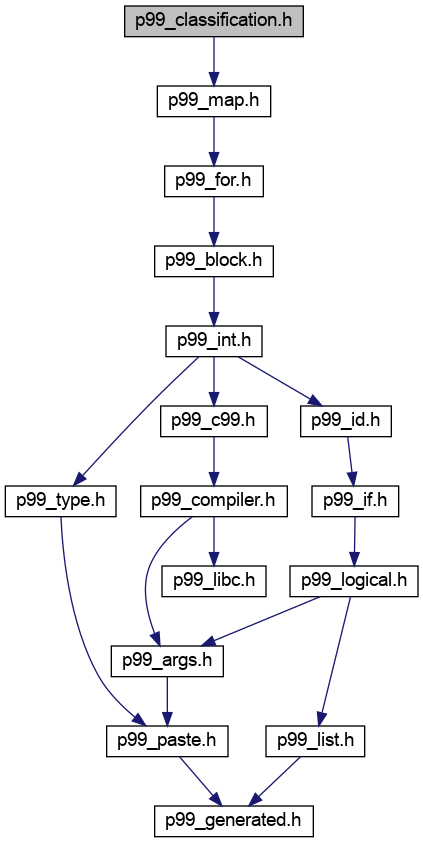 p99_classification.h
p99_map.h
p99_for.h
p99_block.h
p99_int.h
p99_c99.h
p99_id.h
p99_type.h
p99_compiler.h
p99_if.h
p99_libc.h
p99_logical.h
p99_args.h
p99_paste.h
p99_list.h
p99_generated.h